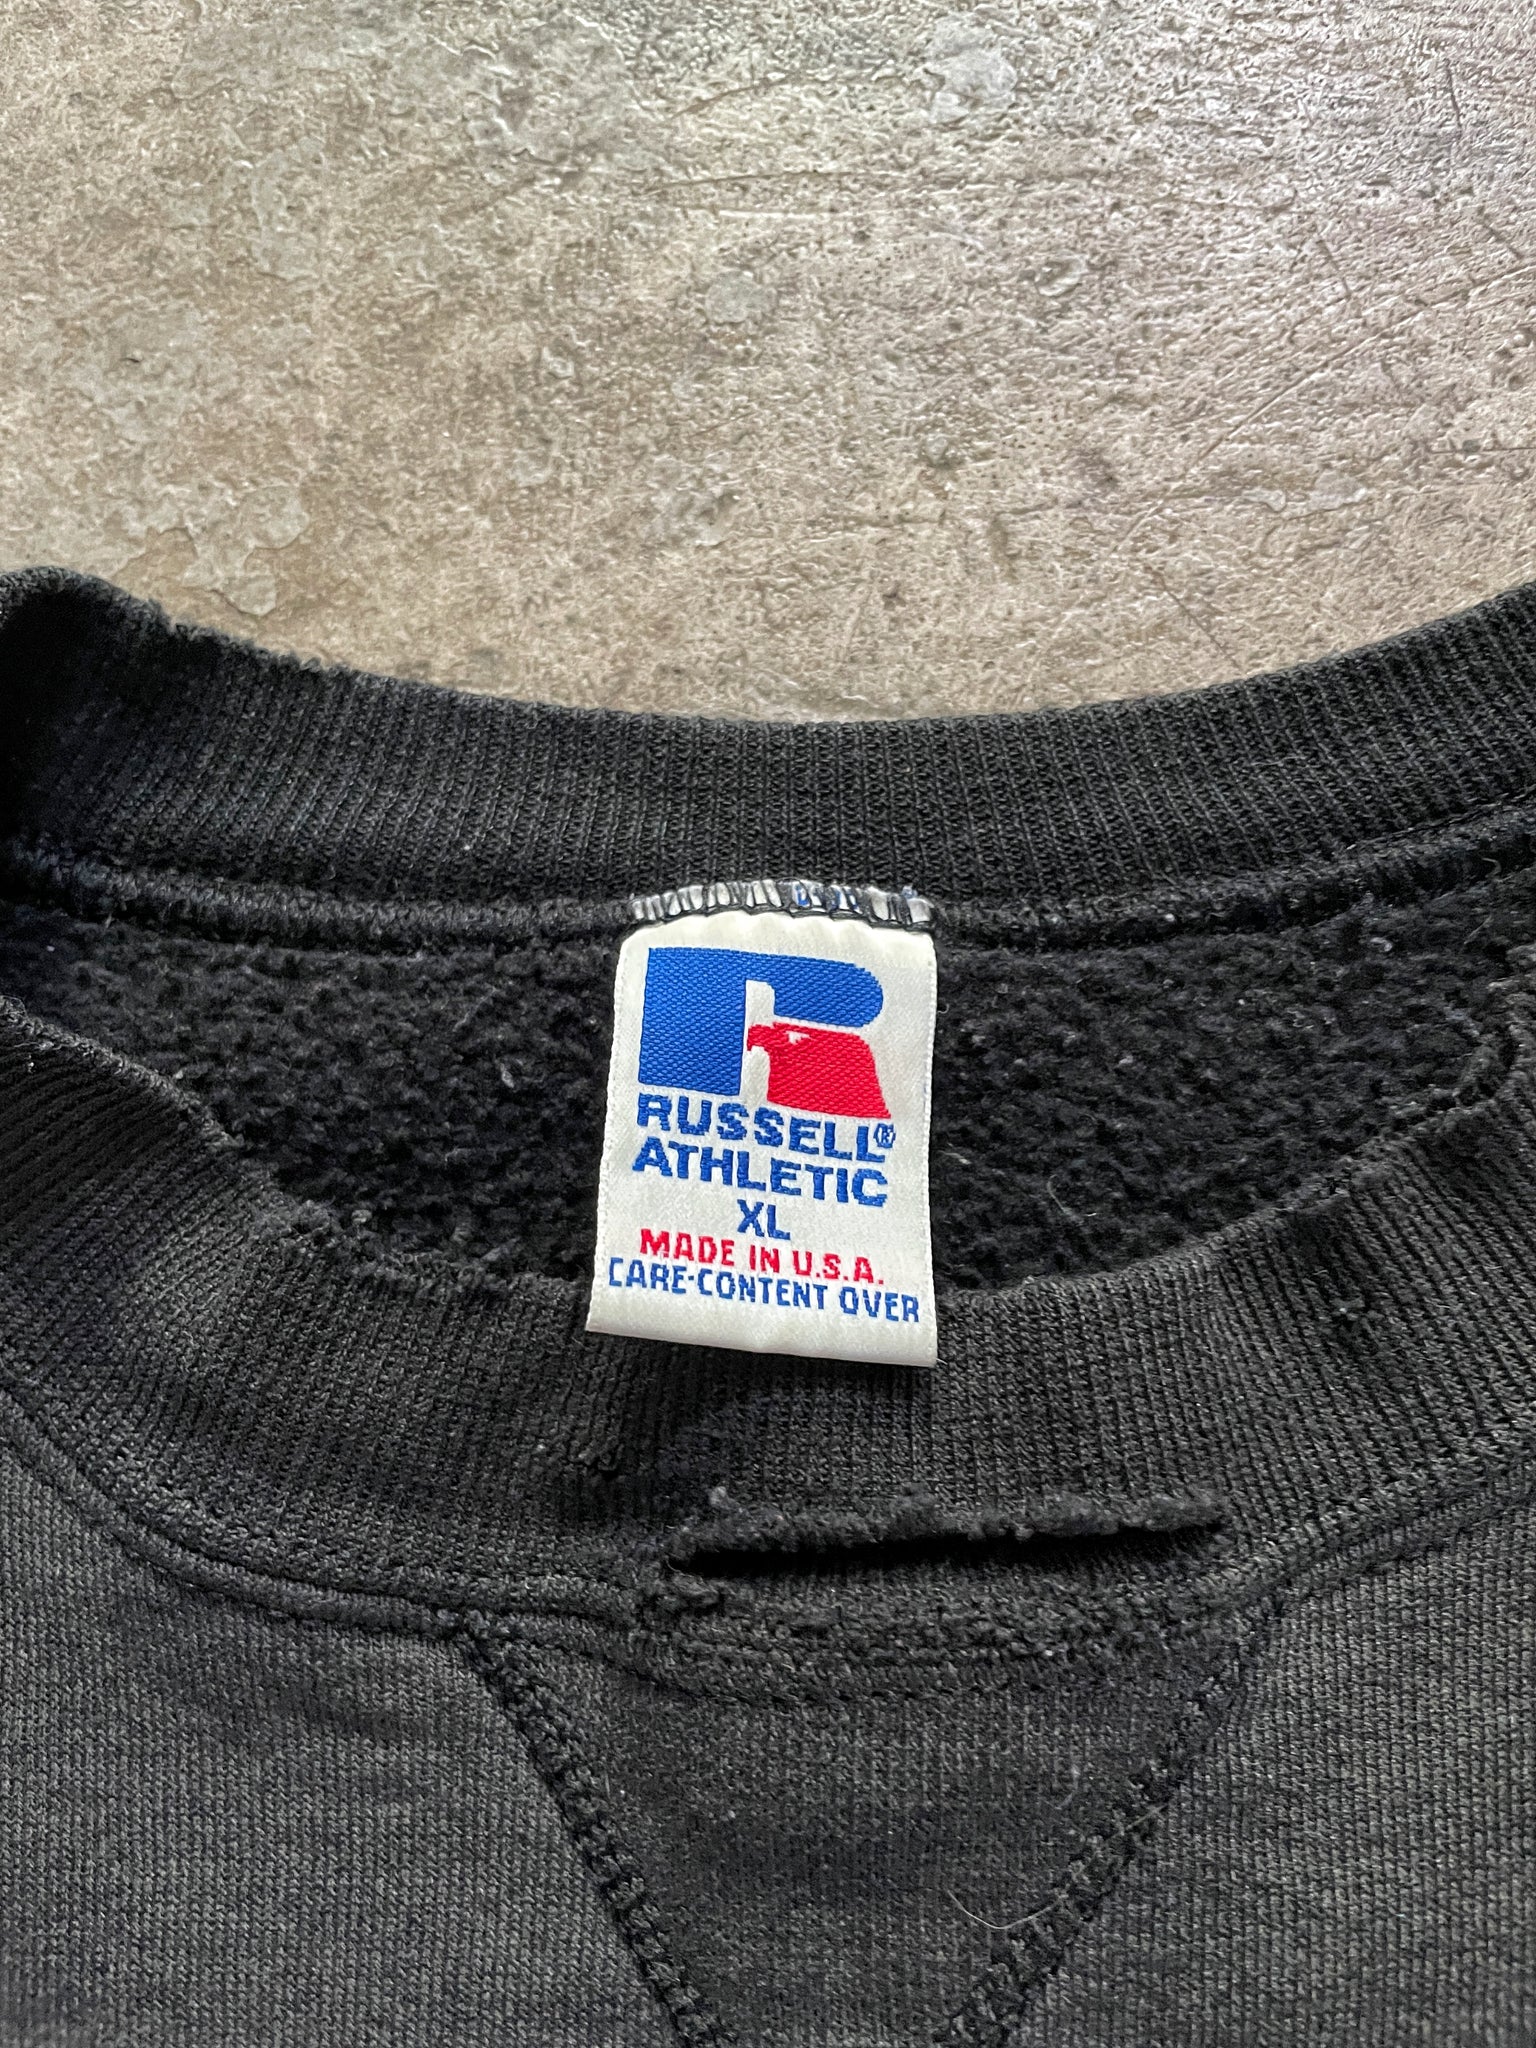 RUSSELL®
ATHLETIC
XL
MADE IN U.S.A.
CARE-CONTENT OVER